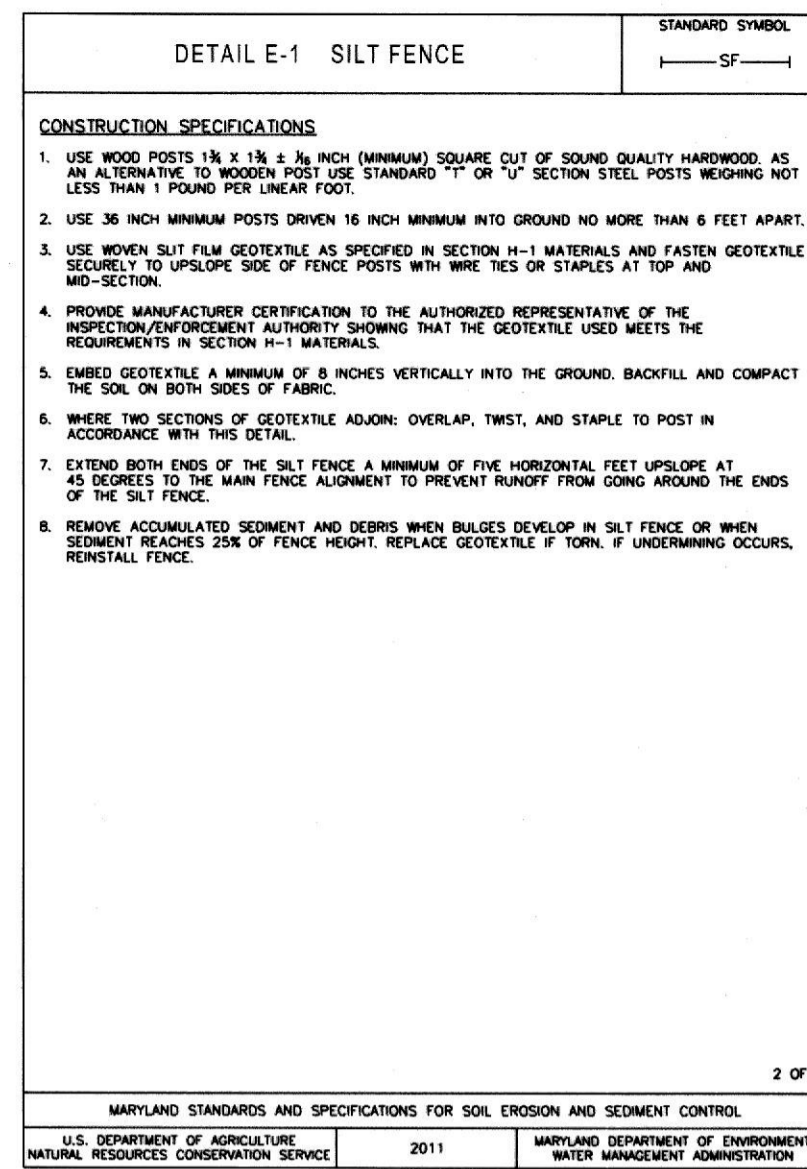 DETAIL E-1 SILT FENCE
STANDARD SYMBOL
SF
CONSTRUCTION SPECIFICATIONS
1. USE WOOD POSTS 1¾ X 1¾ ± 1/16 INCH (MINIMUM) SQUARE CUT OF SOUND QUALITY HARDWOOD. AS
AN ALTERNATIVE TO WOODEN POST USE STANDARD "T" OR "U" SECTION STEEL POSTS WEIGHING NOT
LESS THAN 1 POUND PER LINEAR FOOT.
2. USE 36 INCH MINIMUM POSTS DRIVEN 16 INCH MINIMUM INTO GROUND NO MORE THAN 6 FEET APART.
3. USE WOVEN SLIT FILM GEOTEXTILE AS SPECIFIED IN SECTION H-1 MATERIALS AND FASTEN GEOTEXTILE
SECURELY TO UPSLOPE SIDE OF FENCE POSTS WITH WIRE TIES OR STAPLES AT TOP AND
MID-SECTION.
4. PROVIDE MANUFACTURER CERTIFICATION TO THE AUTHORIZED REPRESENTATIVE OF THE
INSPECTION/ENFORCEMENT AUTHORITY SHOWING THAT THE GEOTEXTILE USED MEETS THE
REQUIREMENTS IN SECTION H-1 MATERIALS.
5. EMBED GEOTEXTILE A MINIMUM OF 8 INCHES VERTICALLY INTO THE GROUND. BACKFILL AND COMPACT
THE SOIL ON BOTH SIDES OF FABRIC.
6. WHERE TWO SECTIONS OF GEOTEXTILE ADJOIN: OVERLAP, TWIST, AND STAPLE TO POST IN
ACCORDANCE WITH THIS DETAIL.
7. EXTEND BOTH ENDS OF THE SILT FENCE A MINIMUM OF FIVE HORIZONTAL FEET UPSLOPE AT
45 DEGREES TO THE MAIN FENCE ALIGNMENT TO PREVENT RUNOFF FROM GOING AROUND THE ENDS
OF THE SILT FENCE.
8. REMOVE ACCUMULATED SEDIMENT AND DEBRIS WHEN BULGES DEVELOP IN SILT FENCE OR WHEN
SEDIMENT REACHES 25% OF FENCE HEIGHT. REPLACE GEOTEXTILE IF TORN. IF UNDERMINING OCCURS,
REINSTALL FENCE.
2 OF
MARYLAND STANDARDS AND SPECIFICATIONS FOR SOIL EROSION AND SEDIMENT CONTROL
U.S. DEPARTMENT OF AGRICULTURE
NATURAL RESOURCES CONSERVATION SERVICE
2011
MARYLAND DEPARTMENT OF ENVIRONMENT
WATER MANAGEMENT ADMINISTRATION